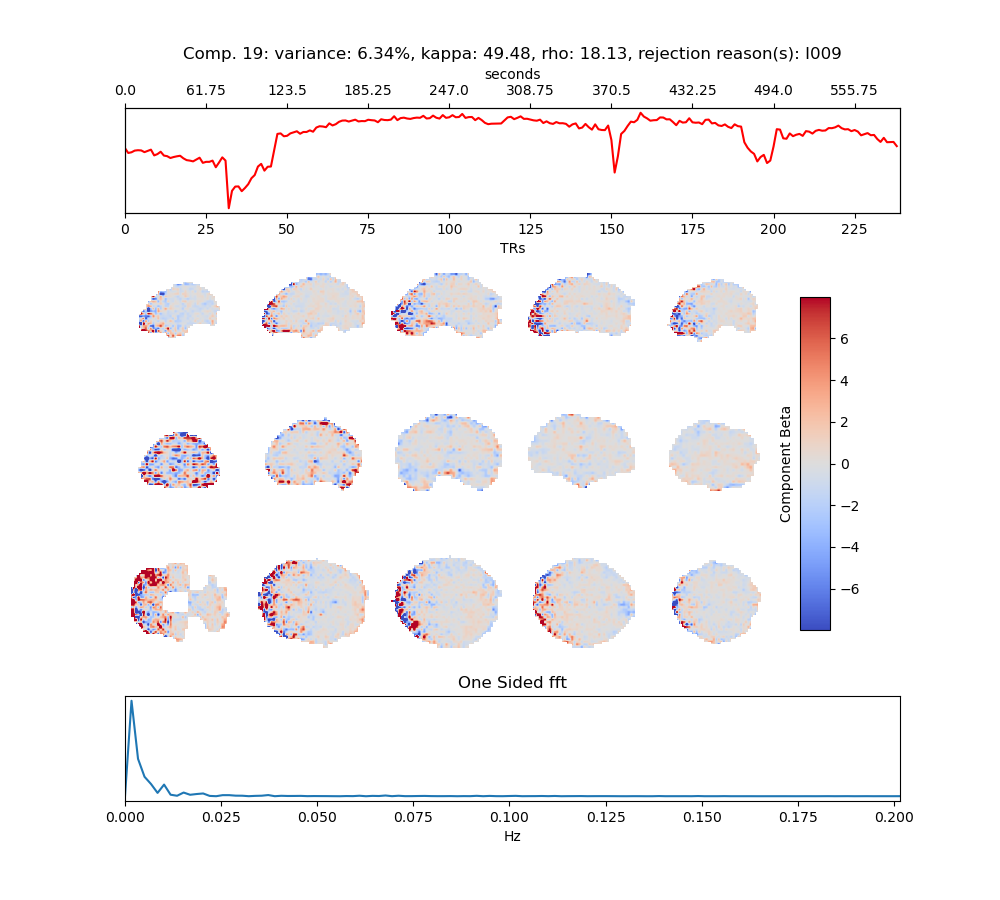 Comp. 19: variance: 6.34%, kappa: 49.48, rho: 18.13, rejection reason(s): I009
seconds
0.0 61.75 123.5 185.25 247.0 308.75 370.5 432.25 494.0 555.75
0 25 50 75 100 125 150 175 200 225
TRs
6
4
2
0
−2
−4
−6
Component Beta
One Sided fft
0.000 0.025 0.050 0.075 0.100 0.125 0.150 0.175 0.200
Hz